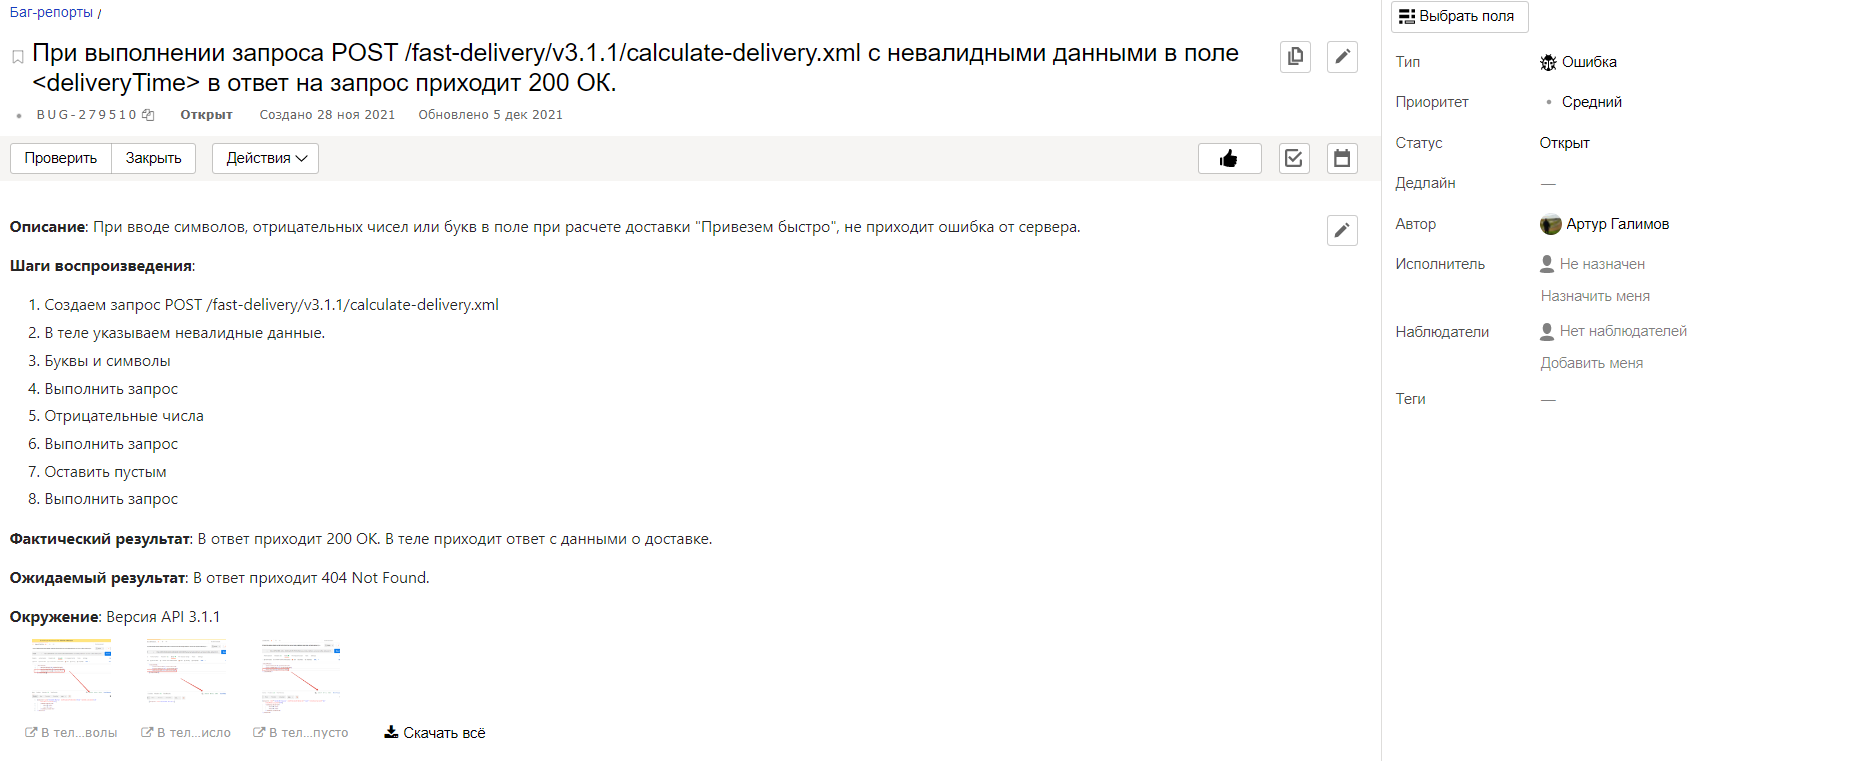 Баг-репорты /
При выполнении запроса POST /fast-delivery/v3.1.1/calculate-delivery.xml с невалидными данными в поле
<deliveryTime> в ответ на запрос приходит 200 ОК.
BUG-279510 Открыт Создано 28 ноя 2021 Обновлено 5 дек 2021
Проверить Закрыть Действия
Описание: При вводе символов, отрицательных чисел или букв в поле при расчете доставки "Привезем быстро", не приходит ошибка от сервера.
Шаги воспроизведения:
1. Создаем запрос POST /fast-delivery/v3.1.1/calculate-delivery.xml
2. В теле указываем невалидные данные.
3. Буквы и символы
4. Выполнить запрос
5. Отрицательные числа
6. Выполнить запрос
7. Оставить пустым
8. Выполнить запрос
Фактический результат: В ответ приходит 200 ОК. В теле приходит ответ с данными о доставке.
Ожидаемый результат: В ответ приходит 404 Not Found.
Окружение: Версия API 3.1.1
В тел...волы В тел...исло В тел...пусто Скачать всё
Выбрать поля
Тип Ошибка
Приоритет Средний
Статус Открыт
Дедлайн —
Автор Артур Галимов
Исполнитель Не назначен
Назначить меня
Наблюдатели Нет наблюдателей
Добавить меня
Теги —